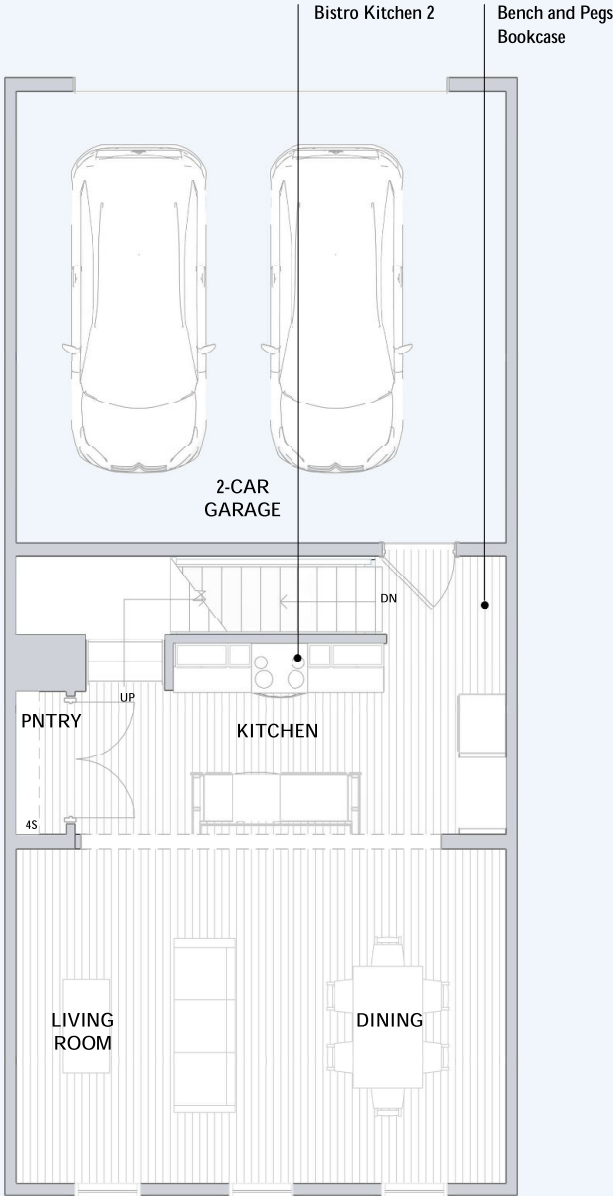 Bistro Kitchen 2
Bench and Pegs
Bookcase
2-CAR
GARAGE
DN
UP
PNTRY
KITCHEN
4S
LIVING
ROOM
DINING